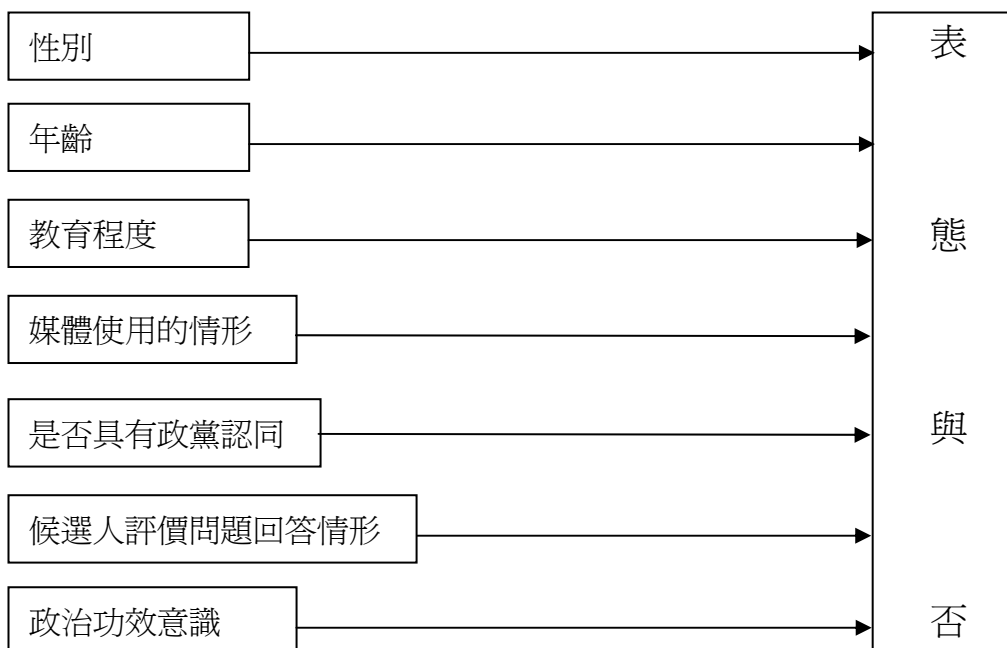 性別
年齡
教育程度
媒體使用的情形
是否具有政黨認同
候選人評價問題回答情形
政治功效意識
表
態
與
否